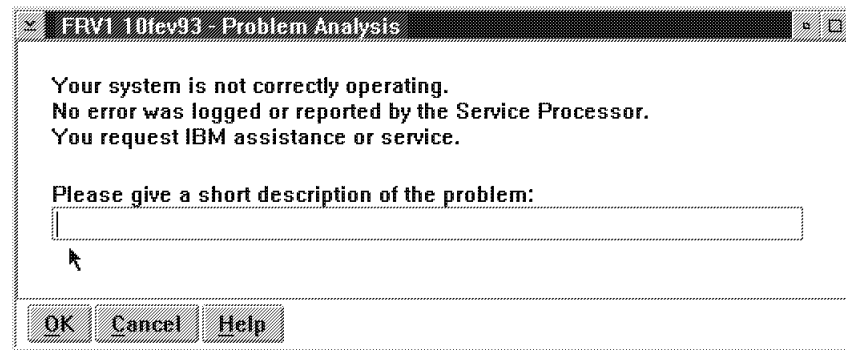 FRV1 10fev93 - Problem Analysis
Your system is not correctly operating.
No error was logged or reported by the Service Processor.
You request IBM assistance or service.
Please give a short description of the problem:
OK Cancel Help